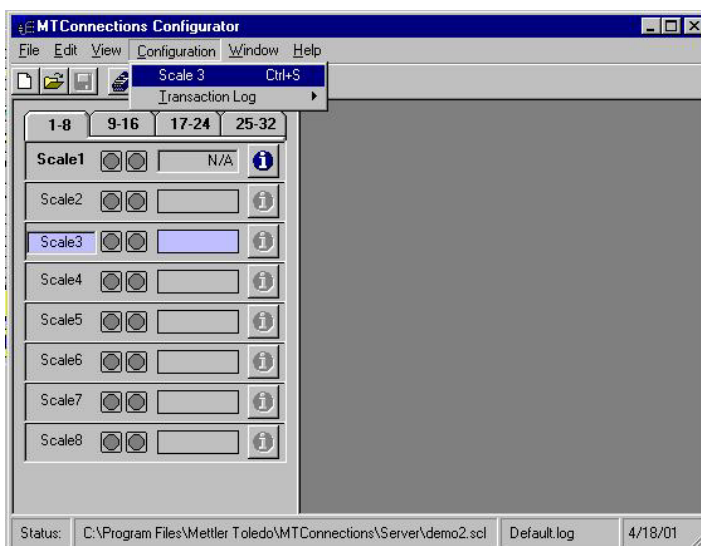 MTConnections Configurator
File Edit View Configuration Window Help
Scale 3 Ctrl+S
Transaction Log
1-8 9-16 17-24 25-32
Scale1 N/A
Scale2
Scale3
Scale4
Scale5
Scale6
Scale7
Scale8
Status: C:\Program Files\Mettler Toledo\MTConnections\Server\demo2.scl Default.log 4/18/01